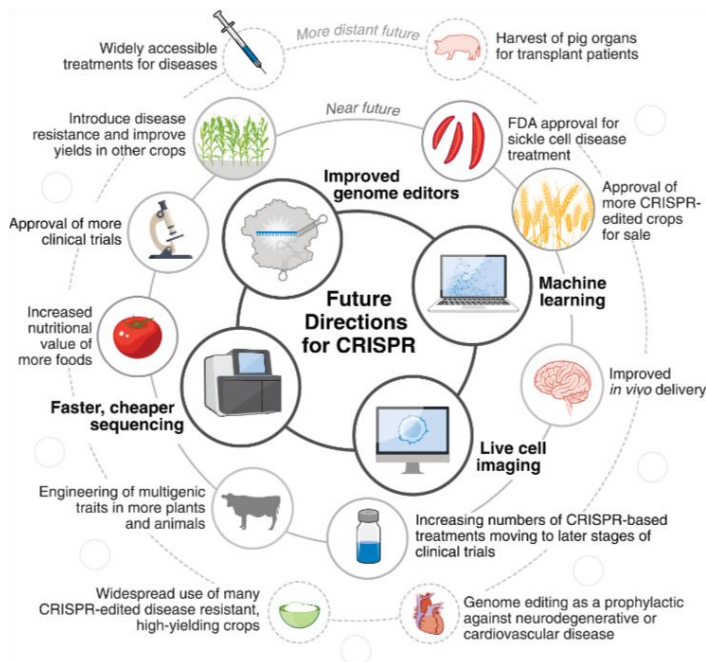 More distant future
Widely accessible
treatments for diseases
Harvest of pig organs
for transplant patients
Near future
Introduce disease
resistance and improve
yields in other crops
FDA approval for
sickle cell disease
treatment
Improved
genome editors
Approval of
more CRISPR-
edited crops
for sale
Approval of more
clinical trials
Future
Directions
for CRISPR
Machine
learning
Increased
nutritional
value of
more foods
Improved
in vivo delivery
Faster, cheaper
sequencing
Live cell
imaging
Engineering of multigenic
traits in more plants
and animals
Increasing numbers of CRISPR-based
treatments moving to later stages of
clinical trials
Widespread use of many
CRISPR-edited disease resistant,
high-yielding crops
Genome editing as a prophylactic
against neurodegenerative or
cardiovascular disease